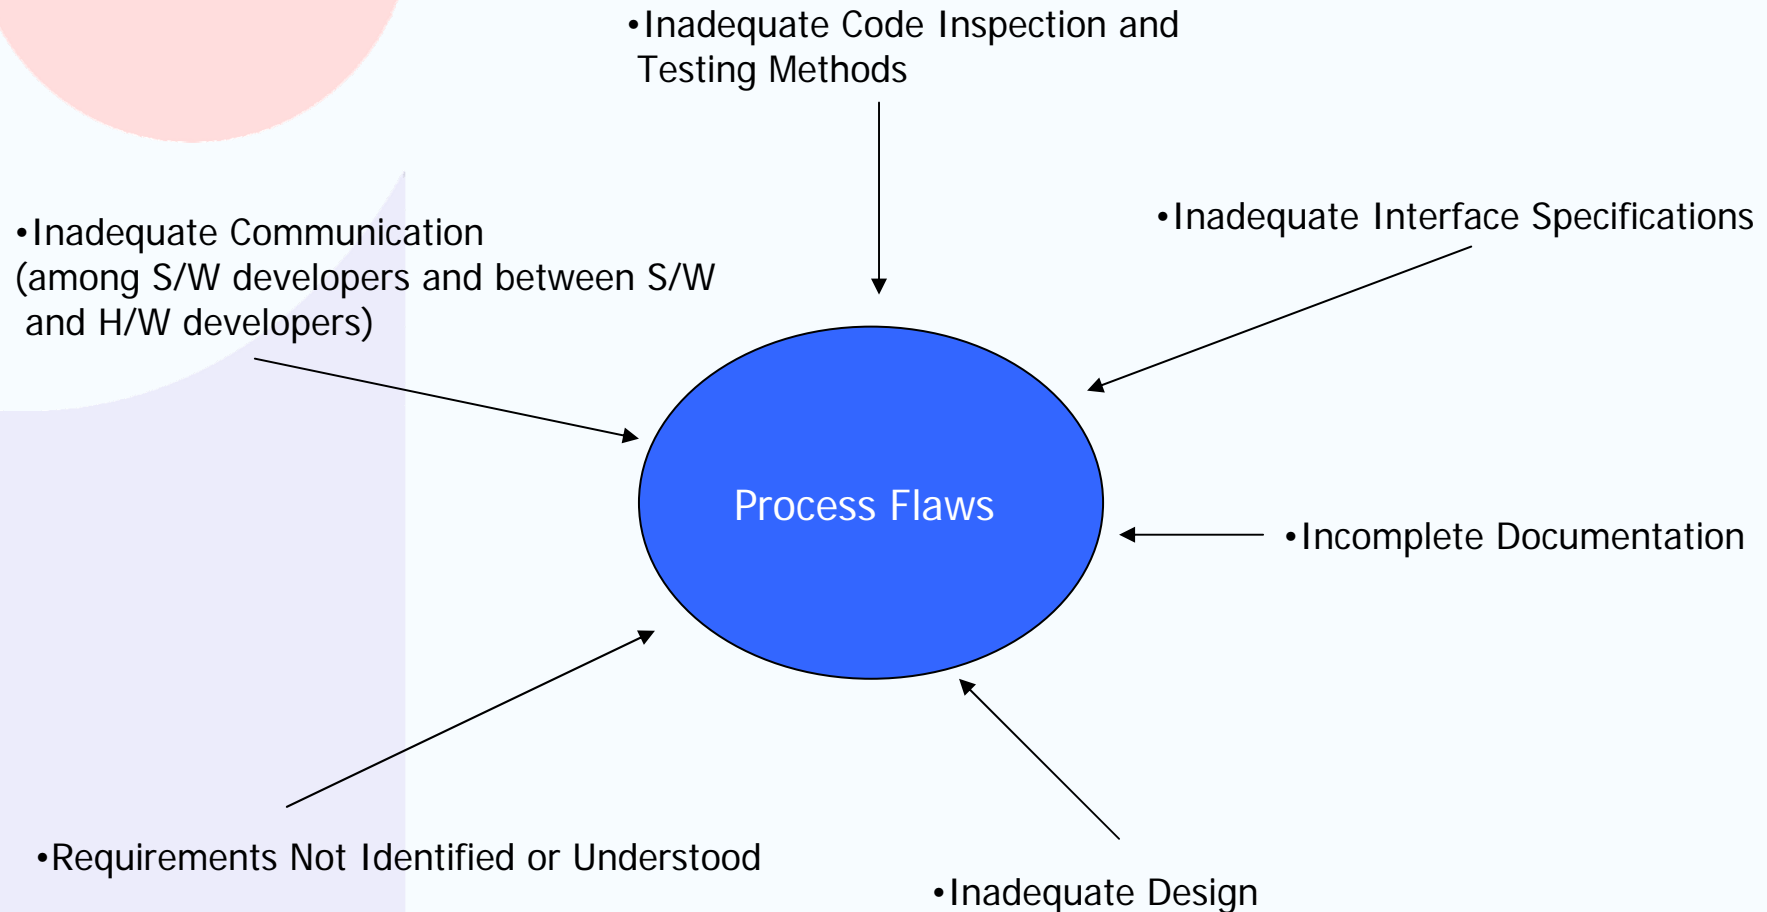 •Inadequate Code Inspection and
Testing Methods
•Inadequate Interface Specifications
•Inadequate Communication
(among S/W developers and between S/W
and H/W developers)
Process Flaws
•Incomplete Documentation
•Requirements Not Identified or Understood
•Inadequate Design